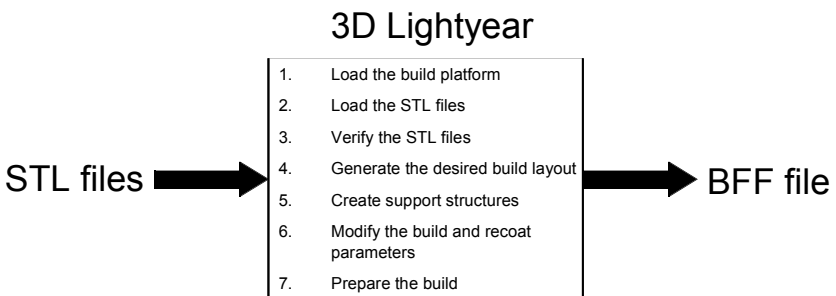 3D Lightyear
1. Load the build platform
2. Load the STL files
3. Verify the STL files
STL files
4. Generate the desired build layout
BFF file
5. Create support structures
6. Modify the build and recoat
parameters
7. Prepare the build